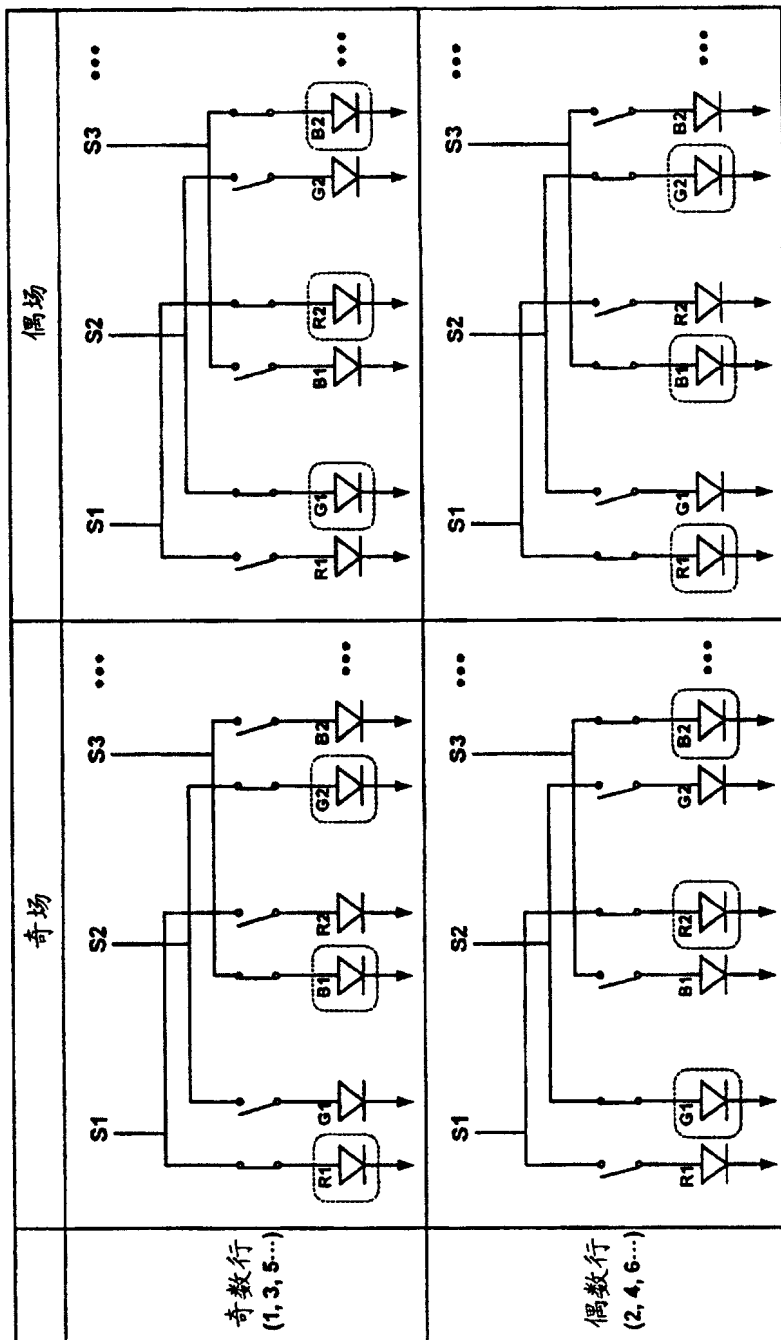 奇场
偶场
奇数行
(1, 3, 5···)
S1
S2
S3
•••
R1
G1
B1
R2
G2
B2
•••
S1
S2
S3
•••
R1
G1
B1
R2
G2
B2
•••
偶数行
(2, 4, 6···)
S1
S2
S3
•••
R1
G1
B1
R2
G2
B2
•••
S1
S2
S3
•••
R1
G1
B1
R2
G2
B2
•••